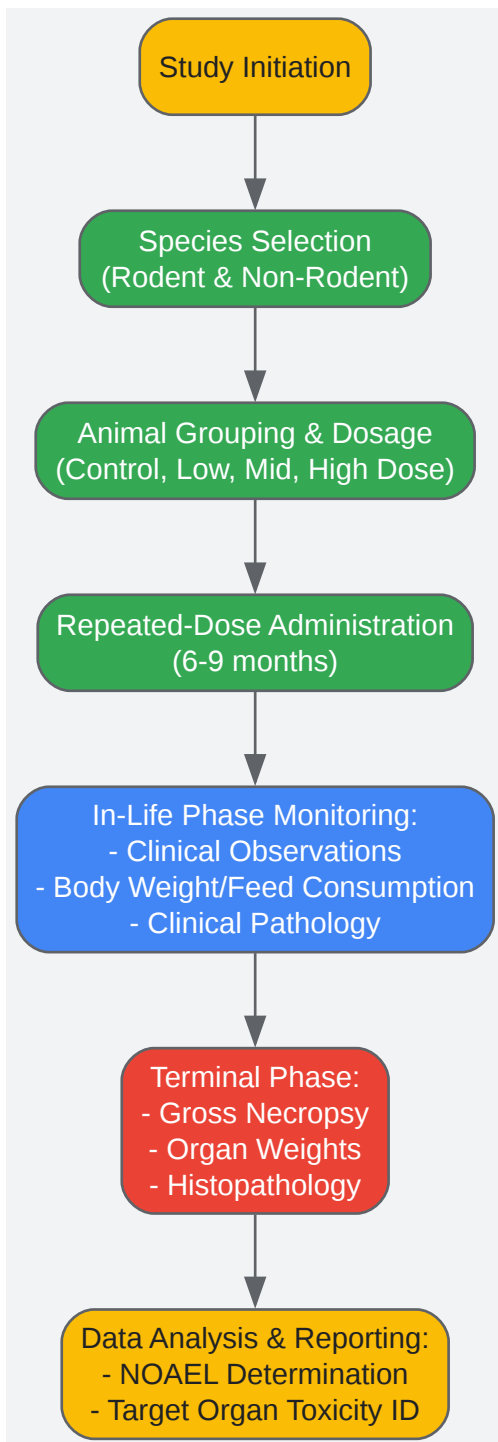 Study Initiation
Species Selection
(Rodent & Non-Rodent)
Animal Grouping & Dosage
(Control, Low, Mid, High Dose)
Repeated-Dose Administration
(6-9 months)
In-Life Phase Monitoring:
- Clinical Observations
- Body Weight/Feed Consumption
- Clinical Pathology
Terminal Phase:
- Gross Necropsy
- Organ Weights
- Histopathology
Data Analysis & Reporting:
- NOAEL Determination
- Target Organ Toxicity ID